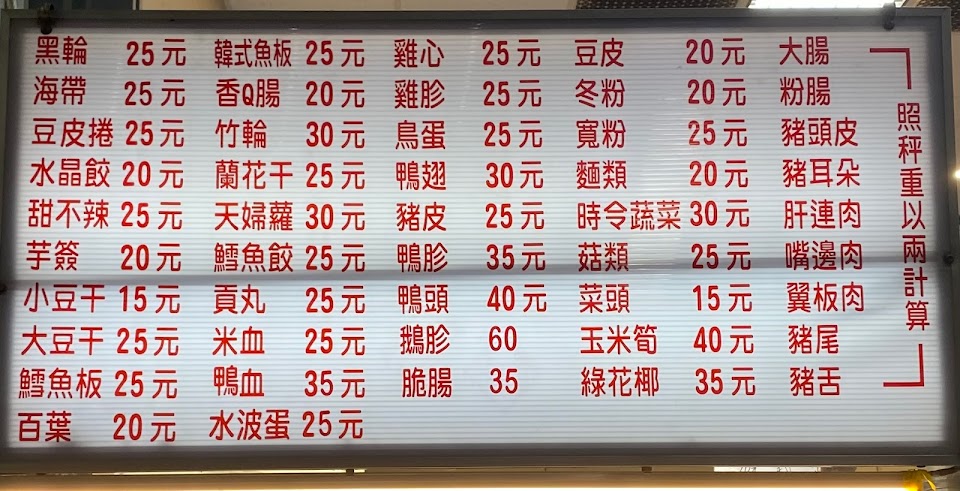 黑輪 25元 韓式魚板 25元 雞心 25元 豆皮 20元 大腸
海帶 25元 香Q腸 20元 雞胗 25元 冬粉 20元 粉腸
豆皮捲 25元 竹輪 30元 鳥蛋 25元 寬粉 25元 豬頭皮
水晶餃 20元 蘭花干 25元 鴨翅 30元 麵類 20元 豬耳朵
甜不辣 25元 天婦蘿 30元 豬皮 25元 時令蔬菜 30元 肝連肉
芋簽 20元 鱈魚餃 25元 鴨胗 35元 菇類 25元 嘴邊肉
小豆干 15元 貢丸 25元 鴨頭 40元 菜頭 15元 翼板肉
大豆干 25元 米血 25元 鵝胗 60 玉米筍 40元 豬尾
鱈魚板 25元 鴨血 35元 脆腸 35 綠花椰 35元 豬舌
百葉 20元 水波蛋 25元
照秤重以兩計算